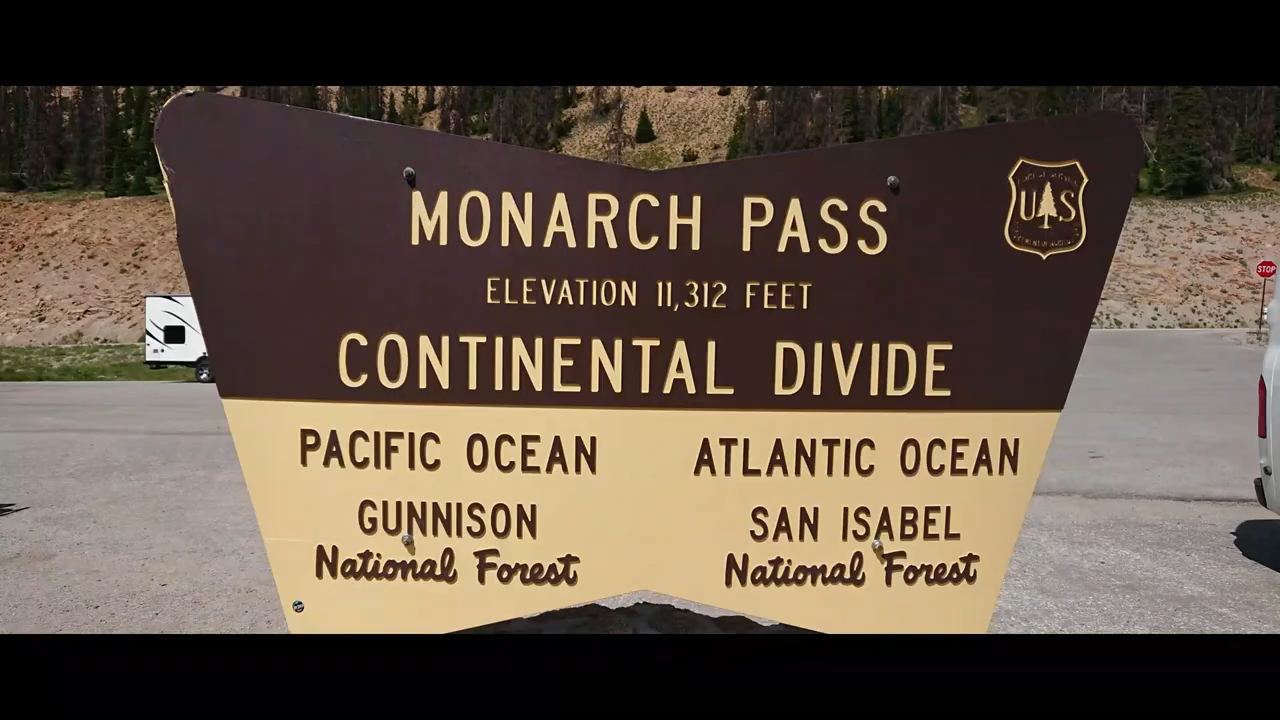 MONARCH PASS
ELEVATION 11,312 FEET
CONTINENTAL DIVIDE
PACIFIC OCEAN
GUNNISON
National Forest
ATLANTIC OCEAN
SAN ISABEL
National Forest
US
STOP